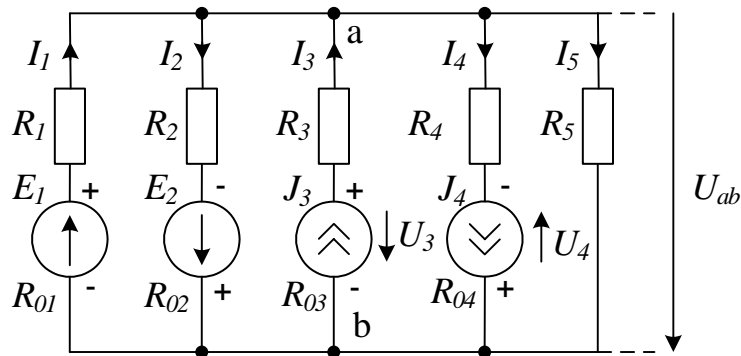 a
I1 I2 I3 I4 I5
R1 R2 R3 R4 R5
E1 + E2 - J3 + J4 - Uab
U3 U4
R01 - R02 + R03 - R04 +
b